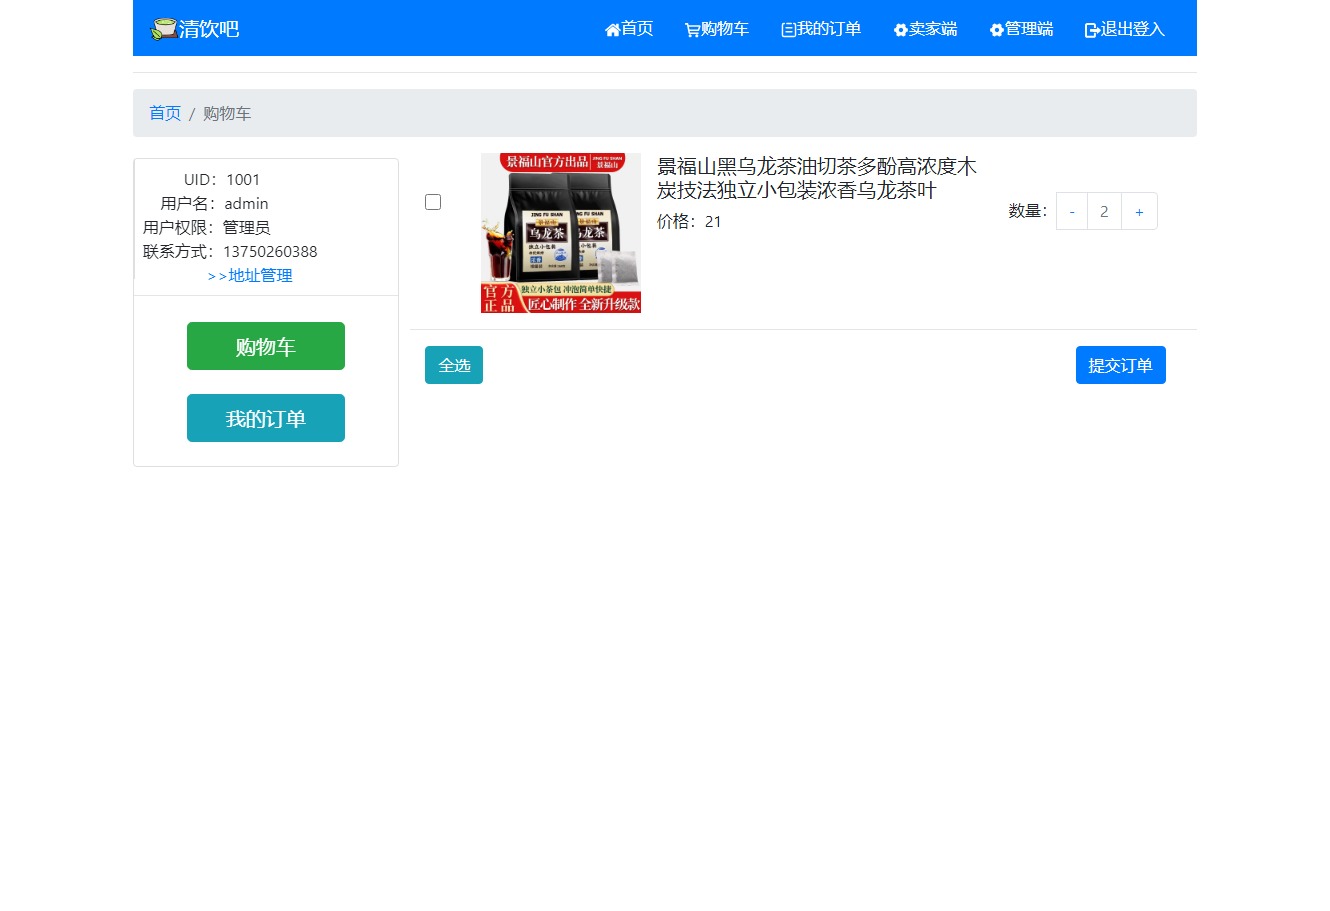 清饮吧
首页
购物车
我的订单
卖家端
管理端
退出登入
首页 / 购物车
UID：1001
用户名：admin
用户权限：管理员
联系方式：13750260388
>>地址管理
购物车
我的订单
景福山官方出品
JING FU SHAN
景福山
JING FU SHAN
乌龙茶
独立小茶包 冲泡简单快捷
官方
正品
匠心制作 全新升级款
景福山黑乌龙茶油切茶多酚高浓度木
炭技法独立小包装浓香乌龙茶叶
价格：21
数量：
- 2 +
全选
提交订单